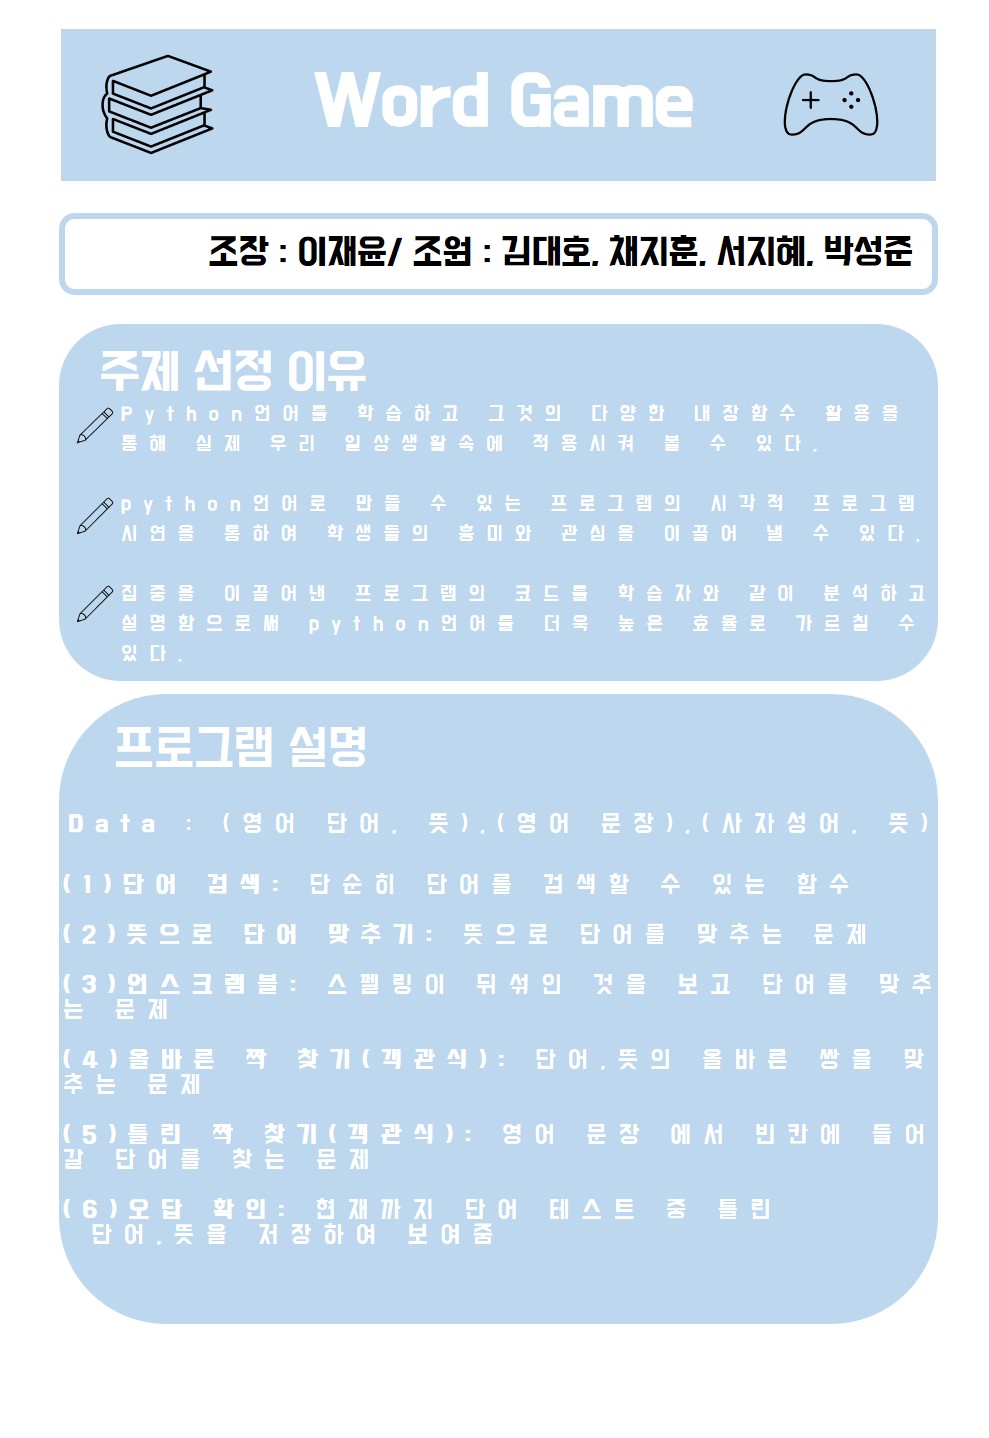 Word Game
조장 : 이재윤/ 조원 : 김대호, 채지훈, 서지혜, 박성준
주제 선정 이유
Python언어를 학습하고 그것의 다양한 내장함수 활용을
통해 실제 우리 일상생활속에 적용시켜 볼 수 있다.
python언어로 만들 수 있는 프로그램의 시각적 프로그램
시연을 통하여 학생들의 흥미와 관심을 이끌어 낼 수 있다.
집중을 이끌어낸 프로그램의 코드를 학습자와 같이 분석하고
설명함으로써 python언어를 더욱 높은 효율로 가르칠 수
있다.
프로그램 설명
Data : (영어 단어, 뜻),(영어 문장),(사자성어, 뜻)
(1)단어 검색: 단순히 단어를 검색할 수 있는 함수
(2)뜻으로 단어 맞추기: 뜻으로 단어를 맞추는 문제
(3)언스크램블: 스펠링이 뒤섞인 것을 보고 단어를 맞추
는 문제
(4)올바른 짝 찾기(객관식): 단어,뜻의 올바른 쌍을 맞
추는 문제
(5)틀린 짝 찾기(객관식): 영어 문장 에서 빈칸에 들어
갈 단어를 찾는 문제
(6)오답 확인: 현재까지 단어 테스트 중 틀린
단어,뜻을 저장하여 보여줌